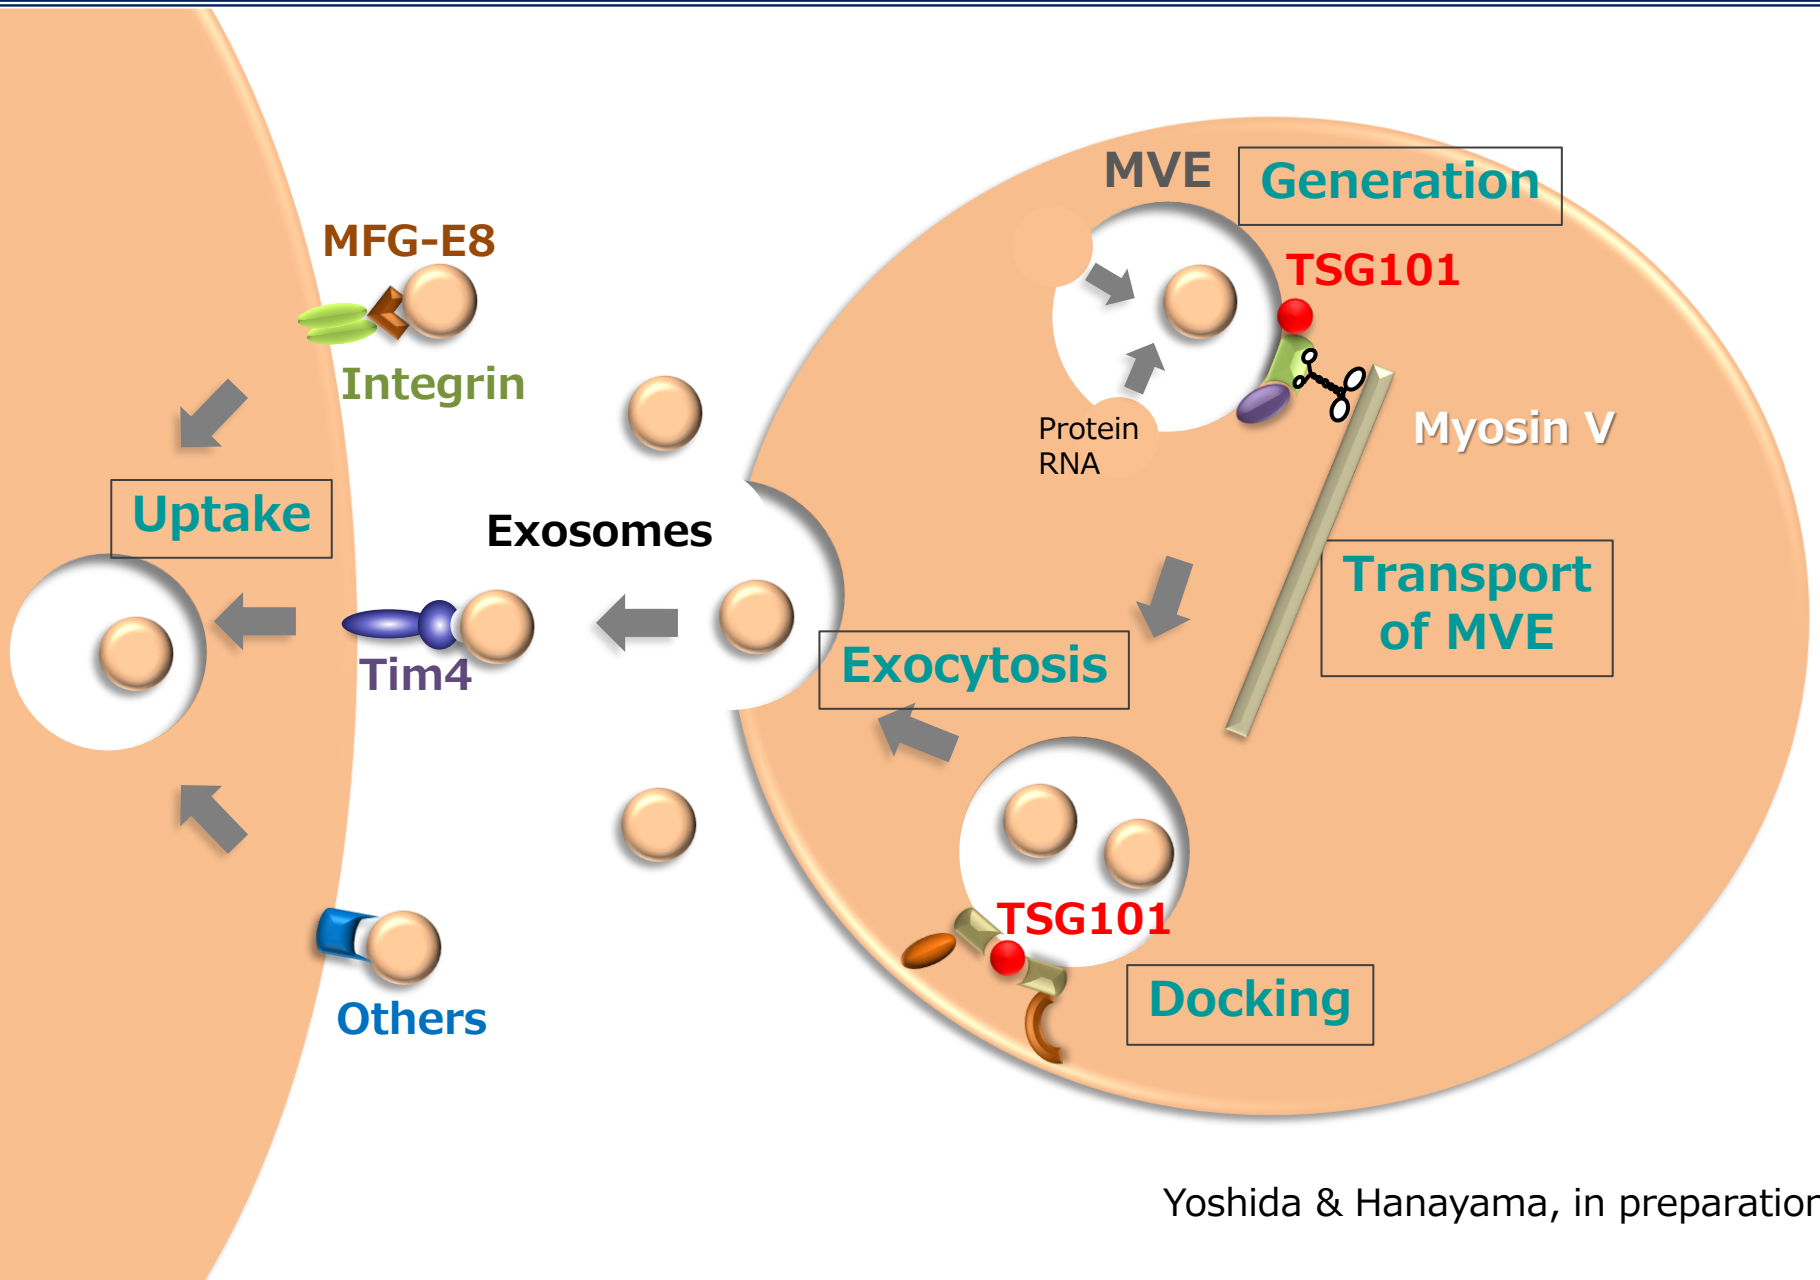 MVE
Generation
MFG-E8
TSG101
Integrin
Protein
RNA
Myosin V
Uptake
Exosomes
Transport
of MVE
Exocytosis
Tim4
TSG101
Docking
Others
Yoshida & Hanayama, in preparation